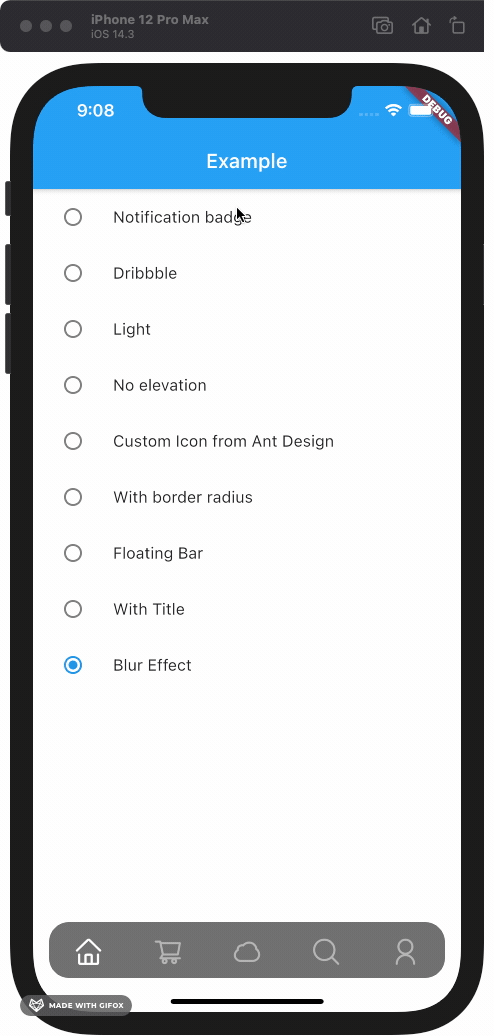 iPhone 12 Pro Max
iOS 14.3
9:08
DEBUG
Example
Notification badge
Dribbble
Light
No elevation
Custom Icon from Ant Design
With border radius
Floating Bar
With Title
Blur Effect
MADE WITH GIFOX